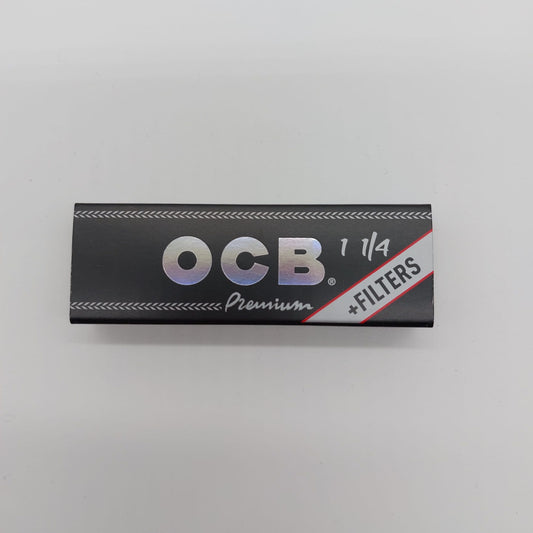 OCB® 1 1/4
Premium
+FILTERS